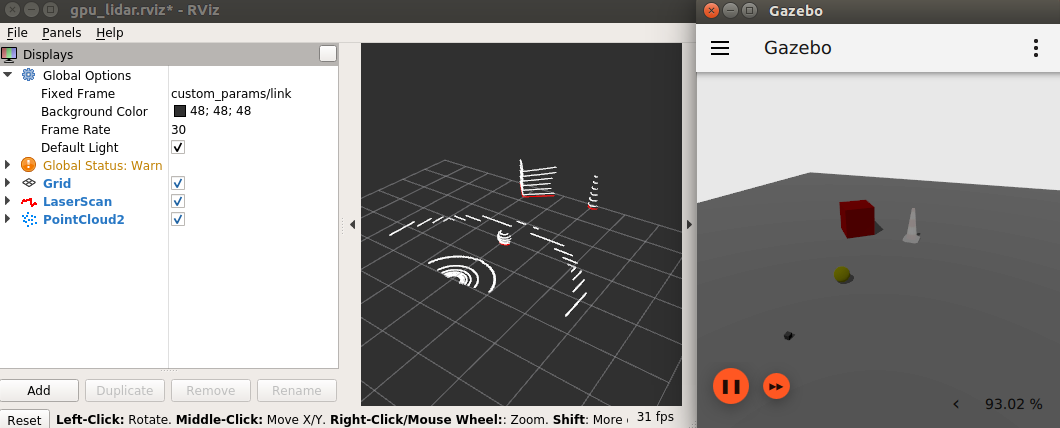 gpu_lidar.rviz* - RViz
File Panels Help
Displays
Global Options
Fixed Frame custom_params/link
Background Color 48; 48; 48
Frame Rate 30
Default Light ✓
Global Status: Warn
Grid ✓
LaserScan ✓
PointCloud2 ✓
Add Duplicate Remove Rename
Reset Left-Click: Rotate. Middle-Click: Move X/Y. Right-Click/Mouse Wheel:: Zoom. Shift: More 31 fps
Gazebo
Gazebo
93.02 %